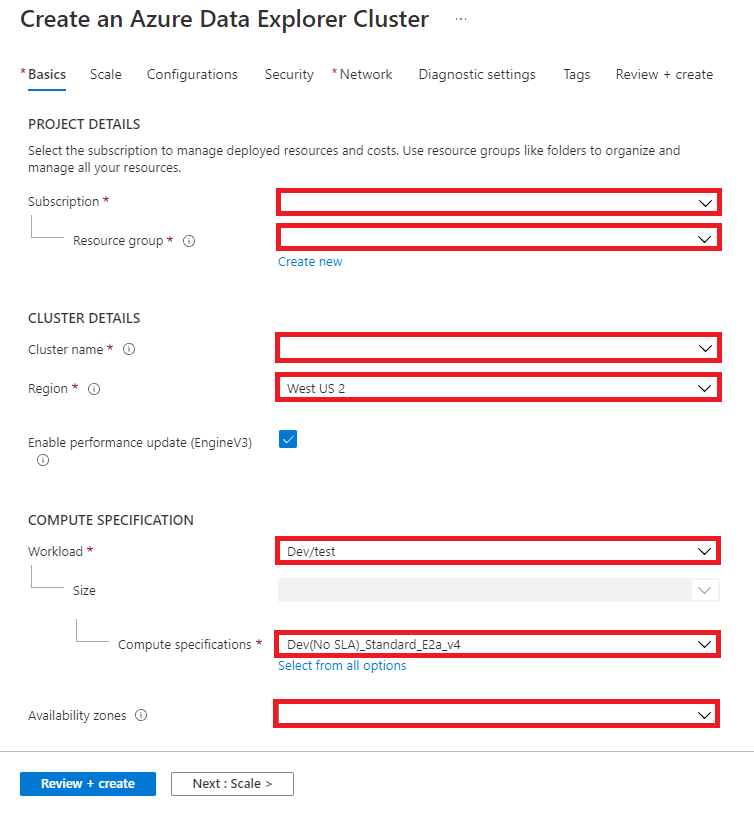 Create an Azure Data Explorer Cluster ...
* Basics Scale Configurations Security * Network Diagnostic settings Tags Review + create
PROJECT DETAILS
Select the subscription to manage deployed resources and costs. Use resource groups like folders to organize and
manage all your resources.
Subscription *
Resource group *
Create new
CLUSTER DETAILS
Cluster name *
Region * West US 2
Enable performance update (EngineV3)
COMPUTE SPECIFICATION
Workload * Dev/test
Size
Compute specifications * Dev(No SLA)_Standard_E2a_v4
Select from all options
Availability zones
Review + create Next : Scale >